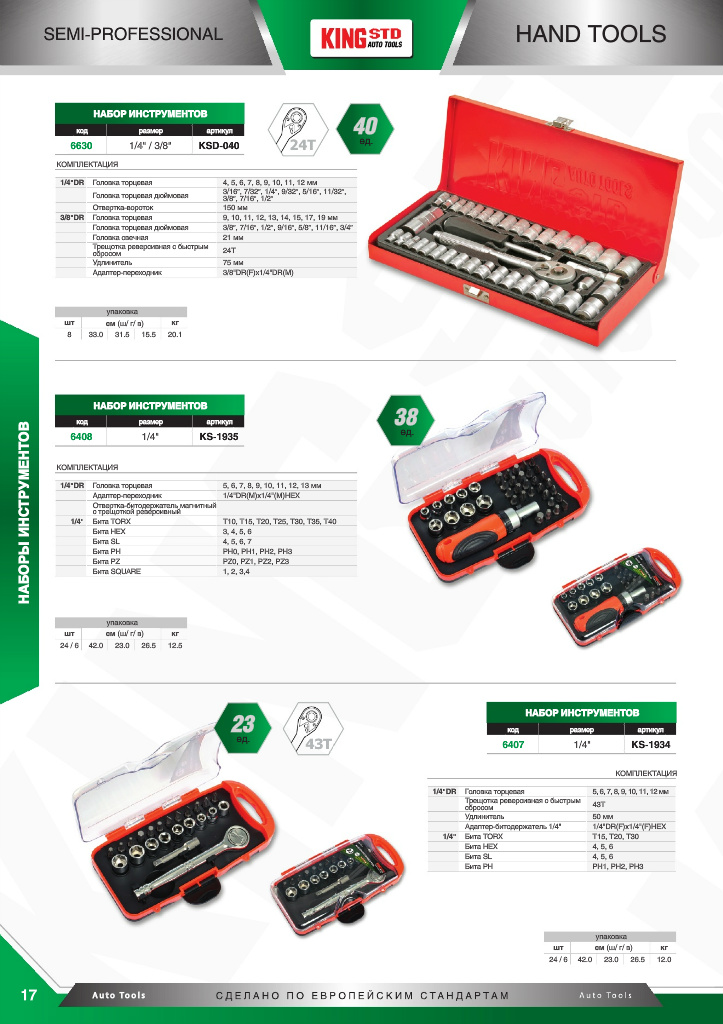 SEMI-PROFESSIONAL
KING STD
AUTO TOOLS
HAND TOOLS
НАБОР ИНСТРУМЕНТОВ
код размер артикул
6630 1/4" / 3/8" KSD-040
24T
40
ед.
КОМПЛЕКТАЦИЯ
1/4"DR Головка торцевая 4, 5, 6, 7, 8, 9, 10, 11, 12 мм
Головка торцевая дюймовая 3/16", 7/32", 1/4", 9/32", 5/16", 11/32",
3/8", 7/16", 1/2"
Отвертка-вороток 150 мм
3/8"DR Головка торцевая 9, 10, 11, 12, 13, 14, 15, 17, 19 мм
Головка торцевая дюймовая 3/8", 7/16", 1/2", 9/16", 5/8", 11/16", 3/4"
Головка свечная 21 мм
Трещотка реверсивная с быстрым
сбросом 24T
Удлинитель 75 мм
Адаптер-переходник 3/8"DR(F)x1/4"DR(M)
упаковка
шт см (ш/ г/ в) кг
8 33.0 31.5 15.5 20.1
НАБОРЫ ИНСТРУМЕНТОВ
НАБОР ИНСТРУМЕНТОВ
код размер артикул
6408 1/4" KS-1935
38
ед.
КОМПЛЕКТАЦИЯ
1/4"DR Головка торцевая 5, 6, 7, 8, 9, 10, 11, 12, 13 мм
Адаптер-переходник 1/4"DR(M)x1/4"(M)HEX
Отвертка-битодержатель магнитный
с трещоткой реверсивный
1/4" Бита TORX T10, T15, T20, T25, T30, T35, T40
Бита HEX 3, 4, 5, 6
Бита SL 4, 5, 6, 7
Бита PH PH0, PH1, PH2, PH3
Бита PZ PZ0, PZ1, PZ2, PZ3
Бита SQUARE 1, 2, 3,4
упаковка
шт см (ш/ г/ в) кг
24 / 6 42.0 23.0 26.5 12.5
23
ед.
43T
НАБОР ИНСТРУМЕНТОВ
код размер артикул
6407 1/4" KS-1934
КОМПЛЕКТАЦИЯ
1/4"DR Головка торцевая 5, 6, 7, 8, 9, 10, 11, 12 мм
Трещотка реверсивная с быстрым
сбросом 43T
Удлинитель 50 мм
Адаптер-битодержатель 1/4" 1/4"DR(F)x1/4"(F)HEX
1/4" Бита TORX T15, T20, T30
Бита HEX 4, 5, 6
Бита SL 4, 5, 6
Бита PH PH1, PH2, PH3
упаковка
шт см (ш/ г/ в) кг
24 / 6 42.0 23.0 26.5 12.0
17
Auto Tools
СДЕЛАНО ПО ЕВРОПЕЙСКИМ СТАНДАРТАМ
Auto Tools